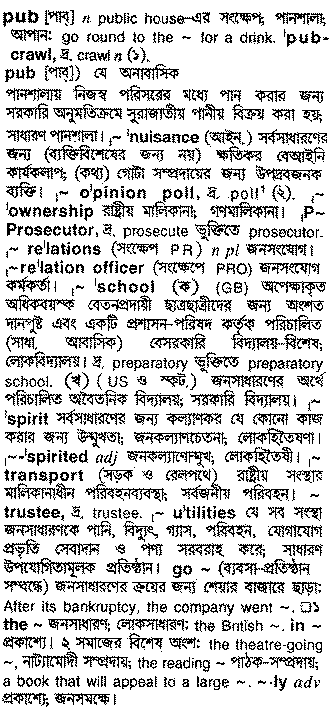 pub [পাব্] n public house-এর সংক্ষেপ; পানশালা;
আপান: go round to the ~ for a drink. ˈpub-
crawl, দ্র. crawl n (১).
pub [পাব্]) যে অনাবাসিক
পানশালায় নিজস্ব পরিসরের মধ্যে পান করার জন্য
সরকারি অনুমতিক্রমে সুরাজাতীয় পানীয় বিক্রয় করা হয়;
সাধারণ পানশালা। ˌ~ ˈnuisance (আইন.) সর্বসাধারণের
জন্য (ব্যক্তিবিশেষের জন্য নয়) ক্ষতিকর বেআইনি
কার্যকলাপ; (কথ্য) গোটা সম্প্রদায়ের জন্য উপদ্রবজনক
ব্যক্তি। ˌ~ oˈpinion poll, দ্র. poll¹ (২). ˌ~
ˈownership রাষ্ট্রীয় মালিকানা; গণমালিকানা। ˌP~
Prosecutor, দ্র. prosecute ভুক্তিতে prosecutor.
ˌ~ reˈlations (সংক্ষেপ PR) n pl জনসংযোগ।
ˌ~reˈlation officer (সংক্ষেপে PRO) জনসংযোগ
কর্মকর্তা। ˌ~ ˈschool (ক) (GB) অপেক্ষাকৃত
অধিকবয়স্ক বেতনপ্রদায়ী ছাত্রছাত্রীদের জন্য অংশত
দানপুষ্ট এবং একটি প্রশাসন-পরিষদ কর্তৃক পরিচালিত
(সাধা. আবাসিক) বেসরকারি বিদ্যালয়-বিশেষ;
লোকবিদ্যালয়। দ্র. preparatory ভুক্তিতে preparatory
school. (খ) ( US ও স্কট.) জনসাধারণের অর্থে
পরিচালিত অবৈতনিক বিদ্যালয়; সরকারি বিদ্যালয়। ˌ~
ˈspirit সর্বসাধারণের জন্য কল্যাণকর যে কোনো কাজ
করার জন্য উন্মুখতা; জনকল্যাণচেতনা; লোকহিতৈষণা।
ˌ~-ˈspirited adj জনকল্যাণোন্মুখ; লোকহিতৈষী। ˌ~
transport (সড়ক ও রেলপথে) রাষ্ট্রীয় সংস্থার
মালিকানাধীন পরিবহনব্যবস্থা; সর্বজনীয় পরিবহন। ~
trustee, দ্র. trustee. ~ uˈtilities যে সব সংস্থা
জনসাধারণকে পানি, বিদ্যুৎ, গ্যাস, পরিবহন, যোগাযোগ
প্রভৃতি সেবাদান ও পণ্য সরবরাহ করে; সাধারণ
উপযোগিতামূলক প্রতিষ্ঠান। go ~ (ব্যবসা-প্রতিষ্ঠান
সম্বন্ধে) জনসাধারণের ক্রয়ের জন্য শেয়ার বাজারে ছাড়া:
After its bankruptcy, the company went ~. □১
the ~ জনসাধারণ; লোকসাধারণ: the British ~. in ~
প্রকাশ্যে। ২ সমাজের বিশেষ অংশ: the theatre-going
~, নাট্যামোদী সম্প্রদায়; the reading ~ পাঠক-সম্প্রদায়;
a book that will appeal to a large ~. ~·ly adv
প্রকাশ্যে; জনসমক্ষে।